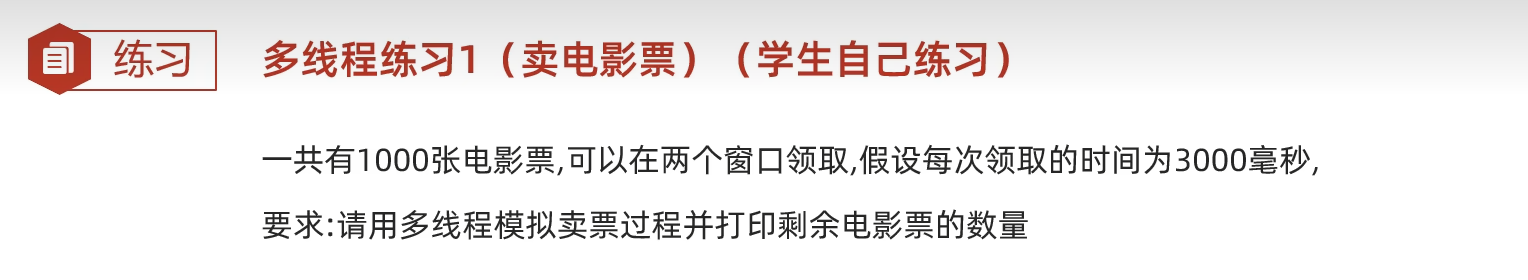 练习
多线程练习1（卖电影票）（学生自己练习）
一共有1000张电影票,可以在两个窗口领取,假设每次领取的时间为3000毫秒,
要求:请用多线程模拟卖票过程并打印剩余电影票的数量